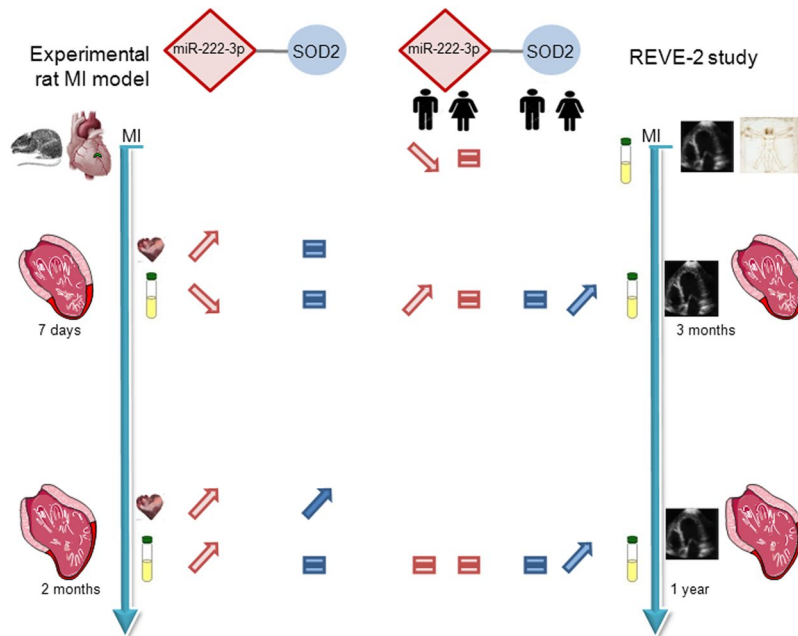 Experimental
rat MI model
miR-222-3p
SOD2
miR-222-3p
SOD2
REVE-2 study
MI
MI
7 days
3 months
2 months
1 year